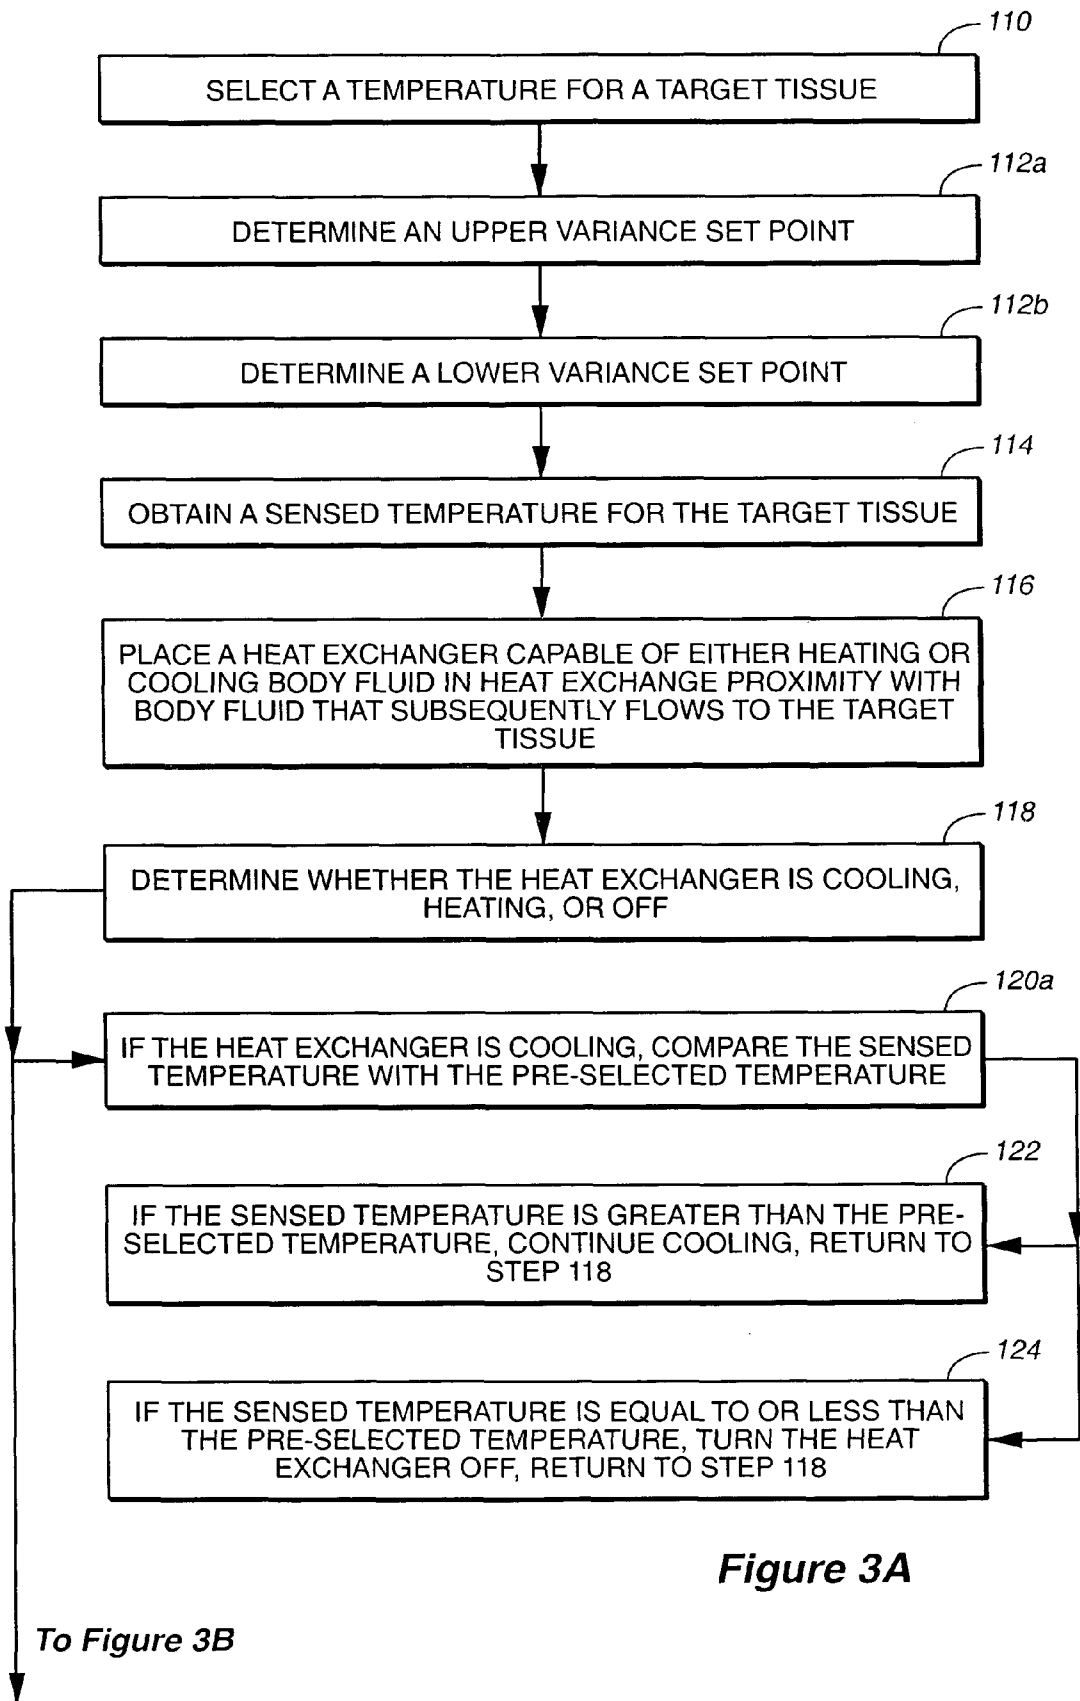 110
SELECT A TEMPERATURE FOR A TARGET TISSUE
112a
DETERMINE AN UPPER VARIANCE SET POINT
112b
DETERMINE A LOWER VARIANCE SET POINT
114
OBTAIN A SENSED TEMPERATURE FOR THE TARGET TISSUE
116
PLACE A HEAT EXCHANGER CAPABLE OF EITHER HEATING OR
COOLING BODY FLUID IN HEAT EXCHANGE PROXIMITY WITH
BODY FLUID THAT SUBSEQUENTLY FLOWS TO THE TARGET
TISSUE
118
DETERMINE WHETHER THE HEAT EXCHANGER IS COOLING,
HEATING, OR OFF
120a
IF THE HEAT EXCHANGER IS COOLING, COMPARE THE SENSED
TEMPERATURE WITH THE PRE-SELECTED TEMPERATURE
122
IF THE SENSED TEMPERATURE IS GREATER THAN THE PRE-
SELECTED TEMPERATURE, CONTINUE COOLING, RETURN TO
STEP 118
124
IF THE SENSED TEMPERATURE IS EQUAL TO OR LESS THAN
THE PRE-SELECTED TEMPERATURE, TURN THE HEAT
EXCHANGER OFF, RETURN TO STEP 118
Figure 3A
To Figure 3B